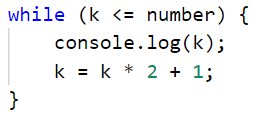 while (k <= number) {
    console.log(k);
    k = k * 2 + 1;
}